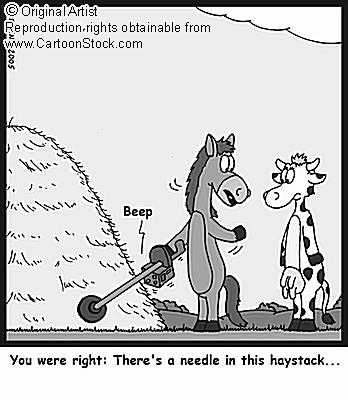 © Original Artist
Reproduction rights obtainable from
www.CartoonStock.com
Beep
You were right: There's a needle in this haystack...